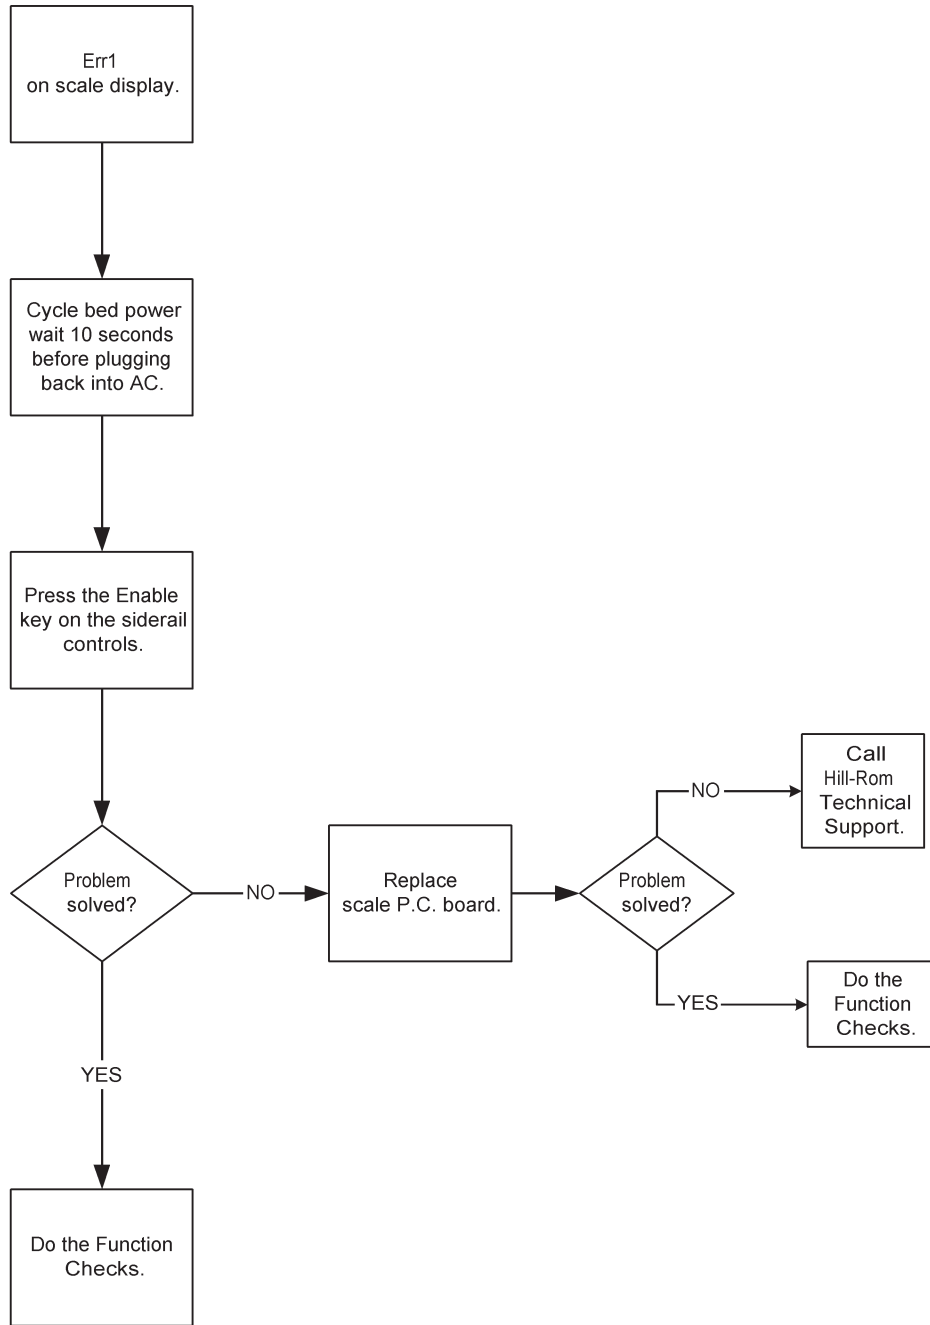 Err1
on scale display.
Cycle bed power
wait 10 seconds
before plugging
back into AC.
Press the Enable
key on the siderail
controls.
Problem
solved?
NO
Replace
scale P.C. board.
Problem
solved?
NO
Call
Hill-Rom
Technical
Support.
YES
Do the
Function
Checks.
YES
Do the Function
Checks.